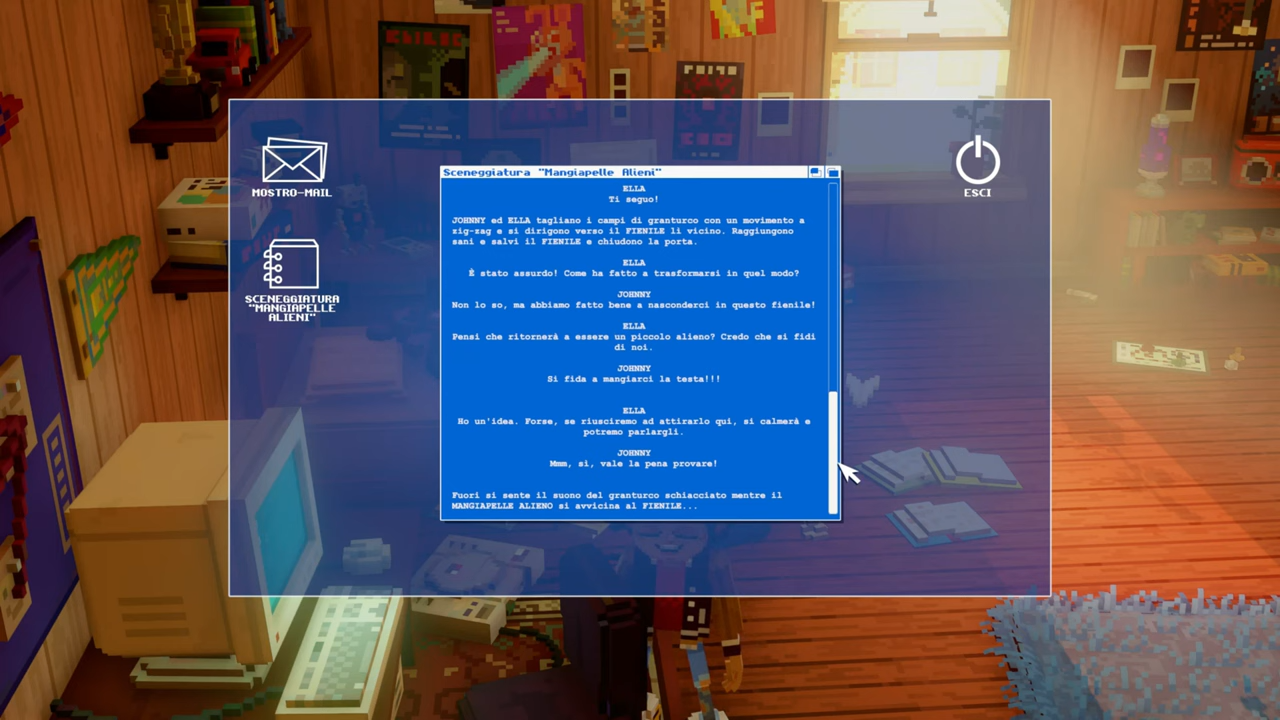 MOSTRO-MAIL
SCENEGGIATURA
"MANGIAPELLE
ALIENI"
ESCI
Sceneggiatura "Mangiapelle Alieni"
ELLA
Ti seguo!
JOHNNY ed ELLA tagliano i campi di granturco con un movimento a
zig-zag e si dirigono verso il FIENILE lì vicino. Raggiungono
sani e salvi il FIENILE e chiudono la porta.
ELLA
È stato assurdo! Come ha fatto a trasformarsi in quel modo?
JOHNNY
Non lo so, ma abbiamo fatto bene a nasconderci in questo fienile!
ELLA
Pensi che ritornerà a essere un piccolo alieno? Credo che si fidi
di noi.
JOHNNY
Si fida a mangiarci la testa!!!
ELLA
Ho un'idea. Forse, se riusciremo ad attirarlo qui, si calmerà e
potremo parlargli.
JOHNNY
Mmm, sì, vale la pena provare!
Fuori si sente il suono del granturco schiacciato mentre il
MANGIAPELLE ALIENO si avvicina al FIENILE...